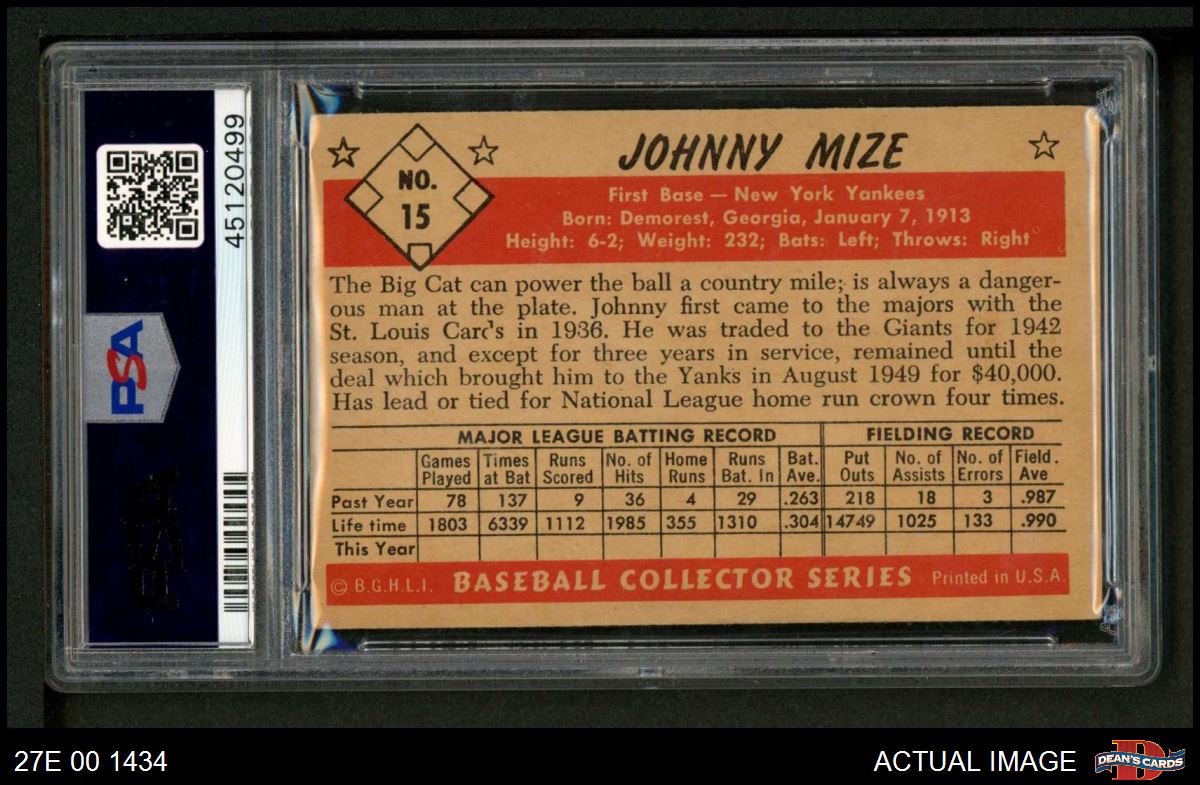 45120499
PSA
NO.
15
JOHNNY MIZE
First Base — New York Yankees
Born: Demorest, Georgia, January 7, 1913
Height: 6-2; Weight: 232; Bats: Left; Throws: Right
The Big Cat can power the ball a country mile; is always a danger-
ous man at the plate. Johnny first came to the majors with the
St. Louis Card's in 1936. He was traded to the Giants for 1942
season, and except for three years in service, remained until the
deal which brought him to the Yanks in August 1949 for $40,000.
Has lead or tied for National League home run crown four times.
MAJOR LEAGUE BATTING RECORD FIELDING RECORD
Games Times Runs No. of Home Runs Bat. Put No. of No. of Field.
Played at Bat Scored Hits Runs Bat. In Ave. Outs Assists Errors Ave
Past Year 78 137 9 36 4 29 .263 218 18 3 .987
Life time 1803 6339 1112 1985 355 1310 .304 14749 1025 133 .990
This Year
© B.G.H.L.I. BASEBALL COLLECTOR SERIES Printed in U.S.A.
27E 00 1434 ACTUAL IMAGE DEAN'S CARDS